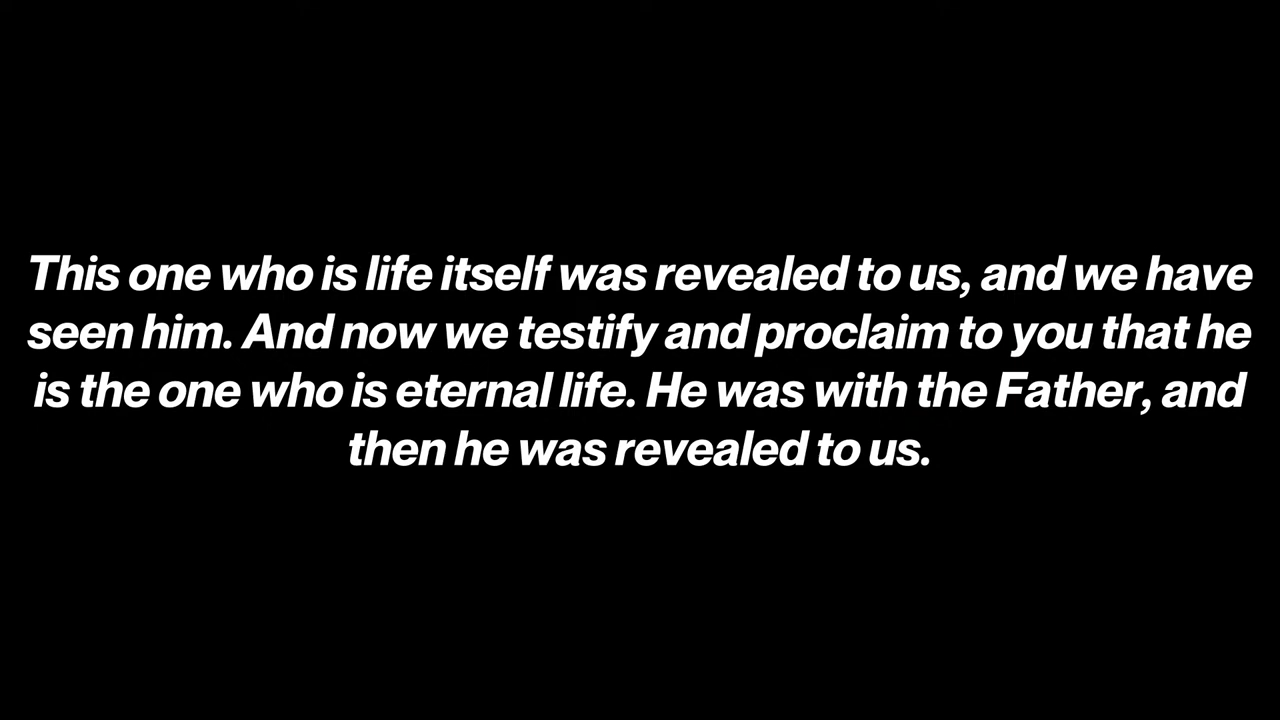 This one who is life itself was revealed to us, and we have
seen him. And now we testify and proclaim to you that he
is the one who is eternal life. He was with the Father, and
then he was revealed to us.